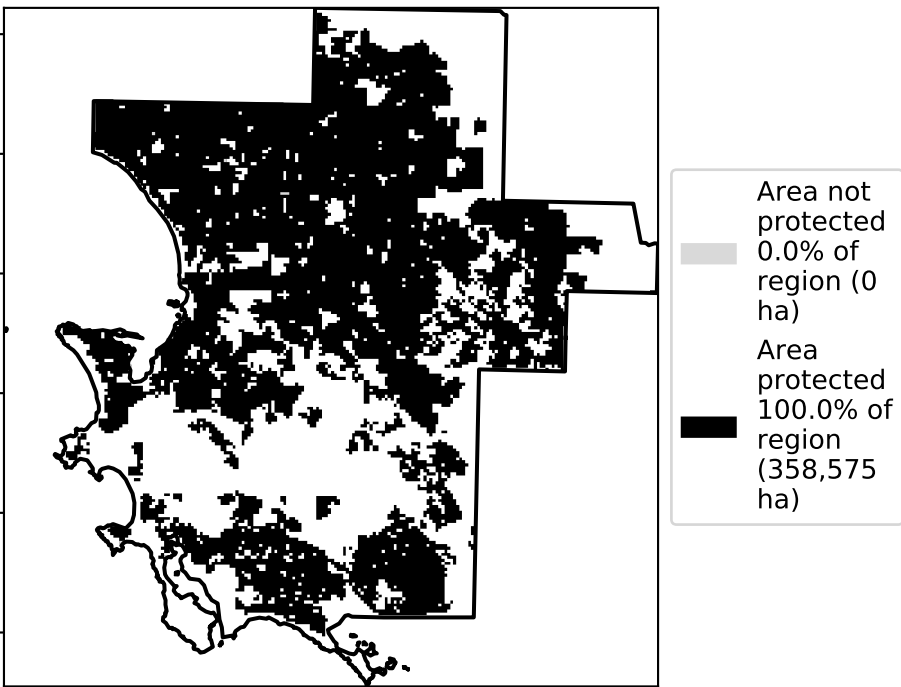 Area not
protected
0.0% of
region (0
ha)
Area
protected
100.0% of
region
(358,575
ha)